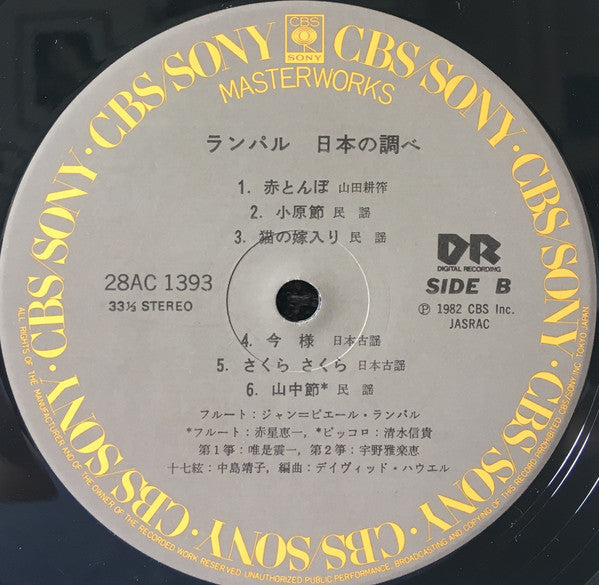 CBS
SONY
CBS/SONY · CBS/SONY · CBS/SONY · CBS/SONY · CBS/SONY · CBS/SONY · CBS/SONY · CBS/SONY
MASTERWORKS
ランパル 日本の調べ
1. 赤とんぼ 山田耕筰
2. 小原節 民謡
3. 猫の嫁入り 民謡
28AC 1393
33⅓ STEREO
DR
DIGITAL RECORDING
SIDE B
Ⓟ 1982 CBS Inc.
JASRAC
4. 今様 日本古謡
5. さくら さくら 日本古謡
6. 山中節* 民謡
フルート：ジャン＝ピエール・ランパル
*フルート：赤星恵一，*ピッコロ：清水信貴
第1箏：唯是震一，第2箏：宇野雅楽恵
十七絃：中島靖子，編曲：デイヴィッド・ハウエル
ALL RIGHTS OF THE MANUFACTURER AND OF THE OWNER OF THE RECORDED WORK RESERVED UNAUTHORIZED PUBLIC PERFORMANCE, BROADCASTING AND COPYING OF THIS RECORD PROHIBITED CBS/SONY INC. TOKYO, JAPAN